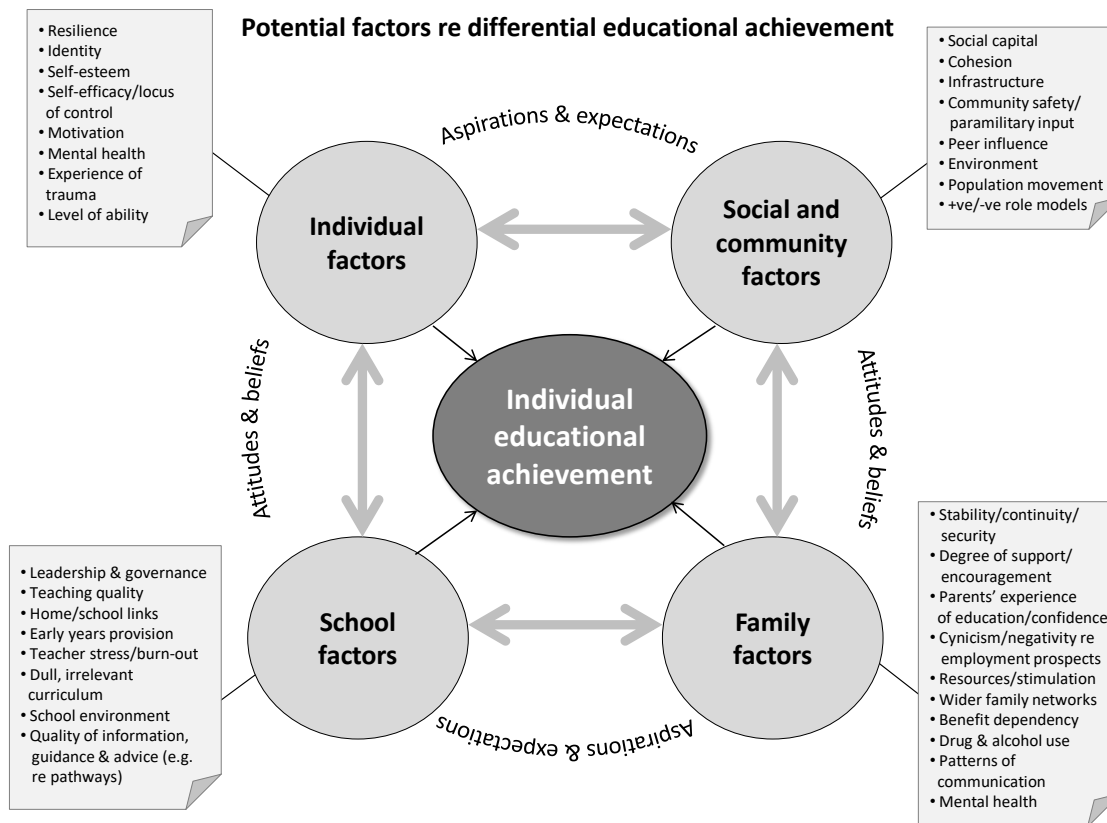 Potential factors re differential educational achievement
• Resilience
• Identity
• Self-esteem
• Self-efficacy/locus
of control
• Motivation
• Mental health
• Experience of
trauma
• Level of ability
• Social capital
• Cohesion
• Infrastructure
• Community safety/
paramilitary input
• Peer influence
• Environment
• Population movement
• +ve/-ve role models
Aspirations & expectations
Individual
factors
Social and
community
factors
Attitudes & beliefs
Individual
educational
achievement
Attitudes & beliefs
School
factors
Family
factors
Aspirations & expectations
• Leadership & governance
• Teaching quality
• Home/school links
• Early years provision
• Teacher stress/burn-out
• Dull, irrelevant
curriculum
• School environment
• Quality of information,
guidance & advice (e.g.
re pathways)
• Stability/continuity/
security
• Degree of support/
encouragement
• Parents’ experience
of education/confidence
• Cynicism/negativity re
employment prospects
• Resources/stimulation
• Wider family networks
• Benefit dependency
• Drug & alcohol use
• Patterns of
communication
• Mental health